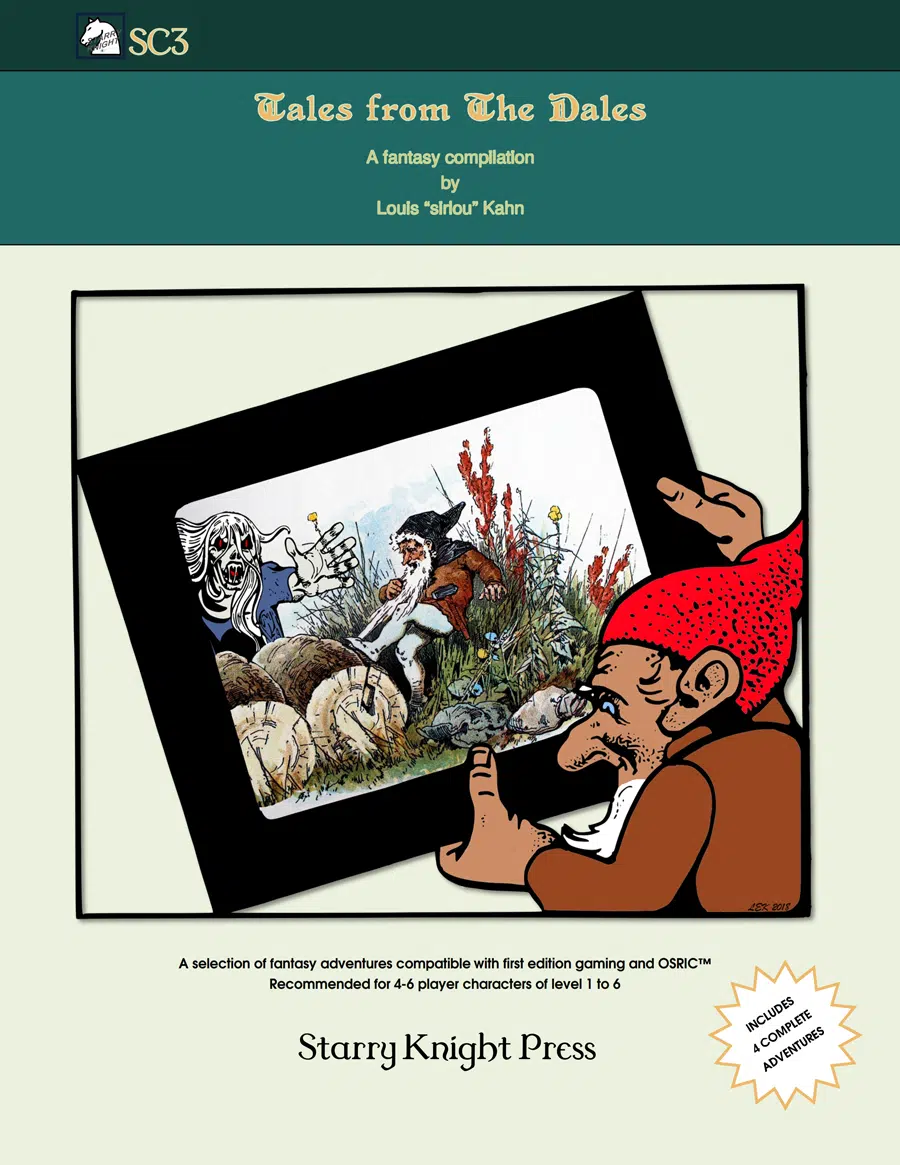 STARRY
KNIGHT
SC3
Tales from The Dales
A fantasy compilation
by
Louis “sirlou” Kahn
LEK 2018
A selection of fantasy adventures compatible with first edition gaming and OSRIC™
Recommended for 4-6 player characters of level 1 to 6
INCLUDES
4 COMPLETE
ADVENTURES
Starry Knight Press